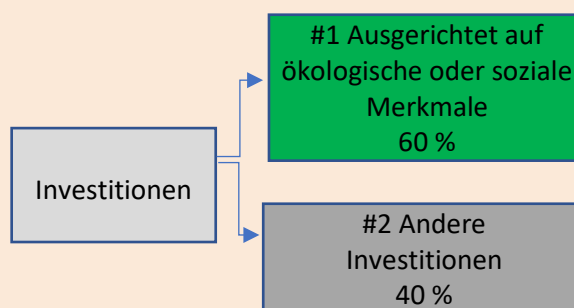 #1 Ausgerichtet auf
ökologische oder soziale
Merkmale
60 %
Investitionen
#2 Andere
Investitionen
40 %